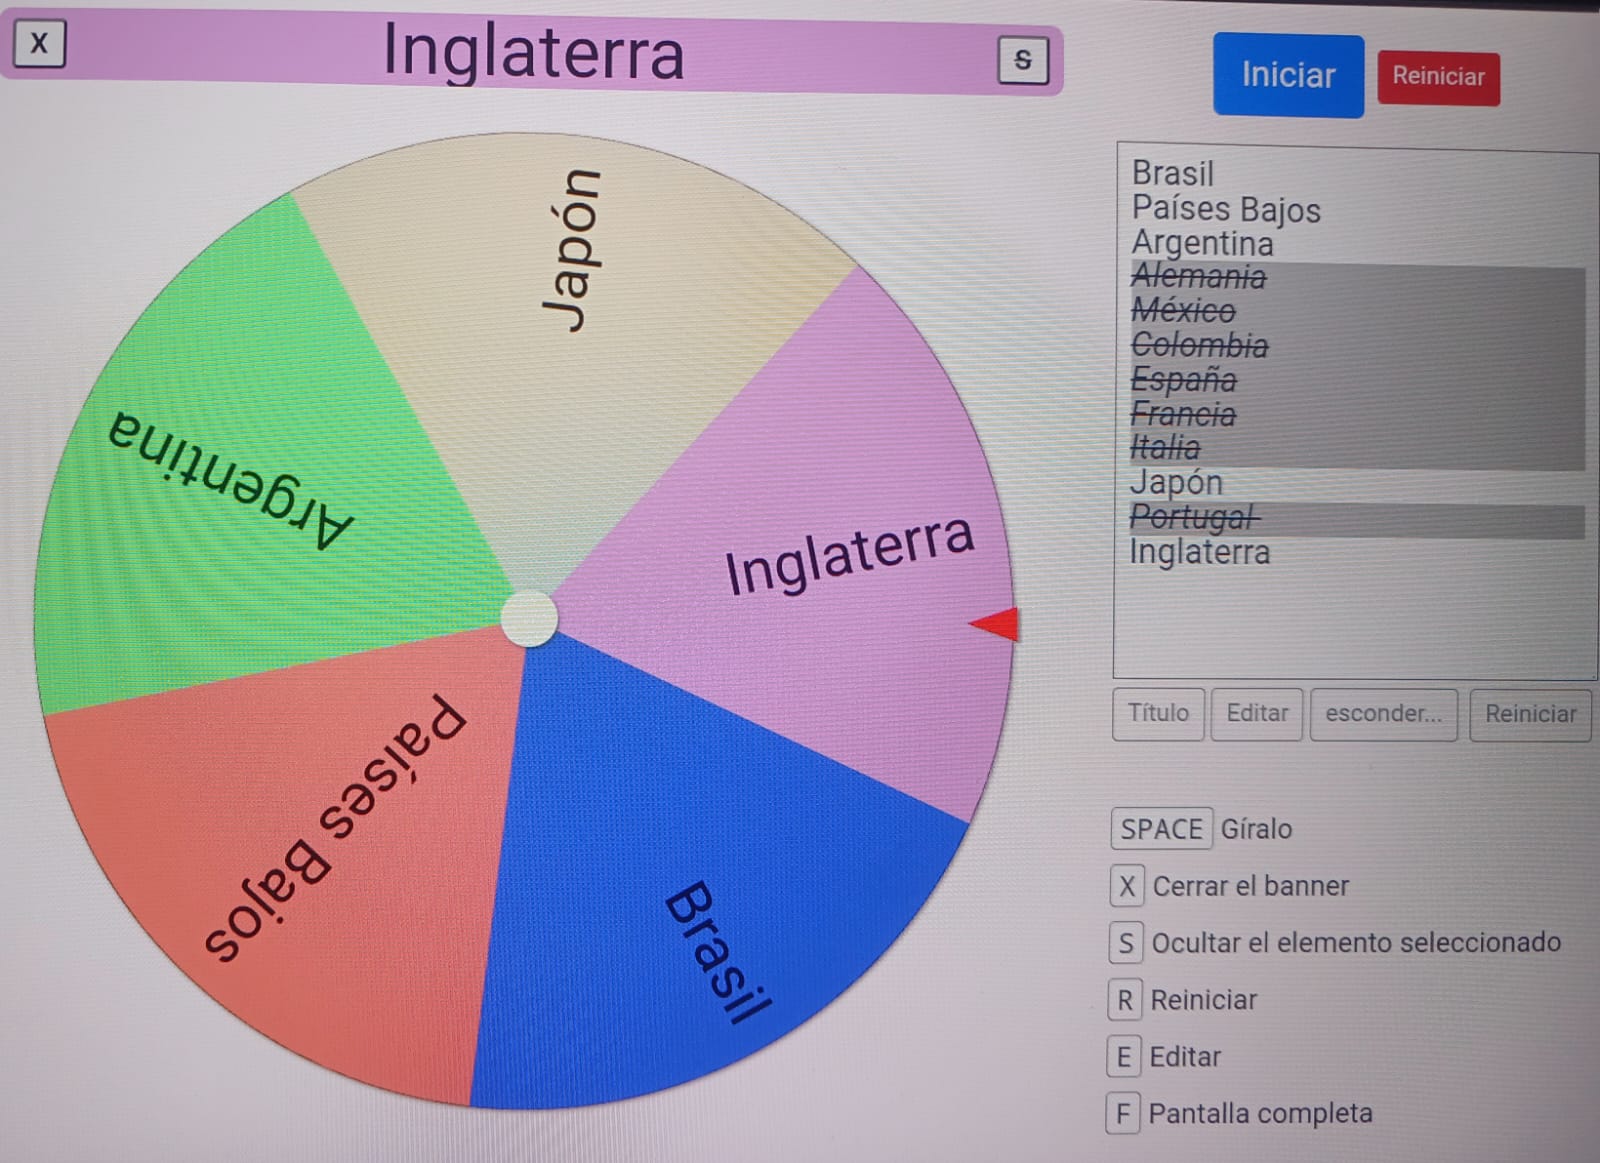 X
Inglaterra
S
Iniciar
Reiniciar
Japón
Argentina
Inglaterra
Países Bajos
Brasil
Brasil
Países Bajos
Argentina
Alemania
México
Colombia
España
Francia
Italia
Japón
Portugal
Inglaterra
Título
Editar
esconder...
Reiniciar
SPACE Gíralo
X Cerrar el banner
S Ocultar el elemento seleccionado
R Reiniciar
E Editar
F Pantalla completa